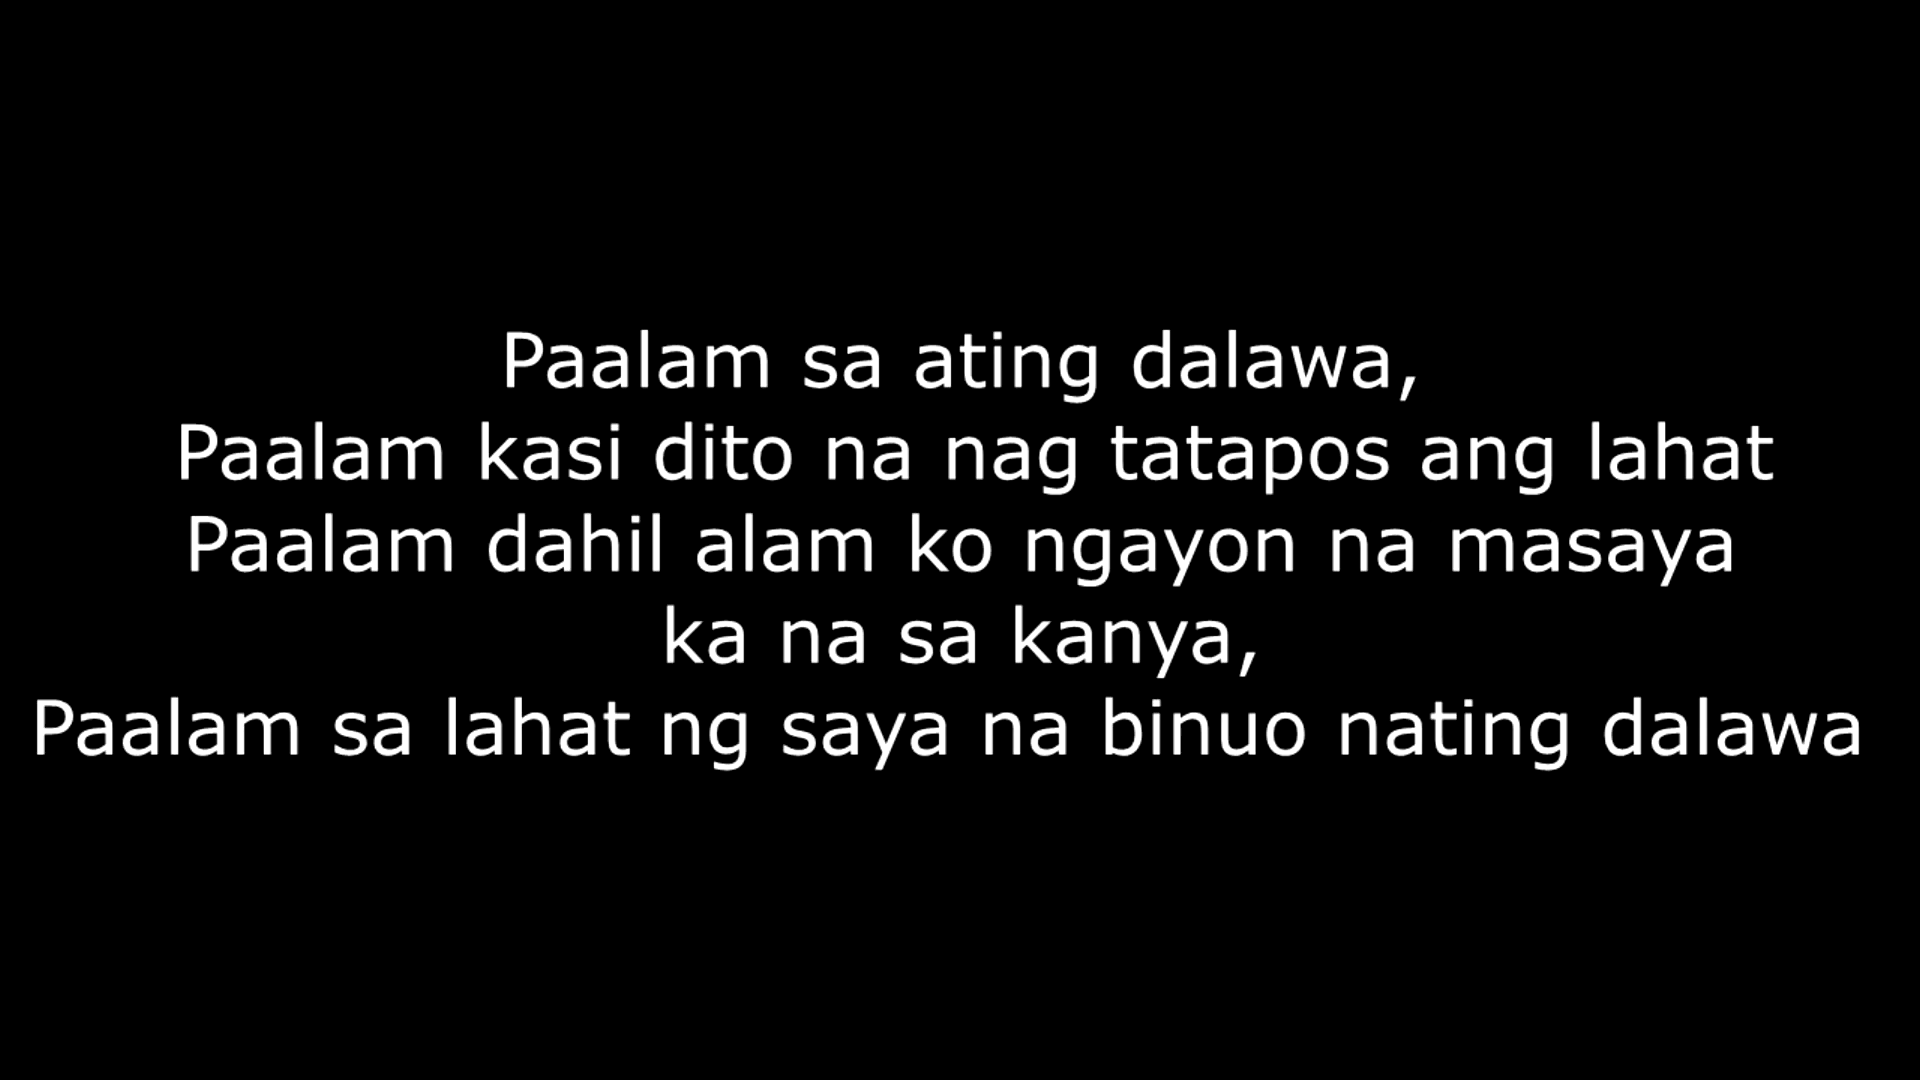 Paalam sa ating dalawa,
Paalam kasi dito na nag tatapos ang lahat
Paalam dahil alam ko ngayon na masaya
ka na sa kanya,
Paalam sa lahat ng saya na binuo nating dalawa